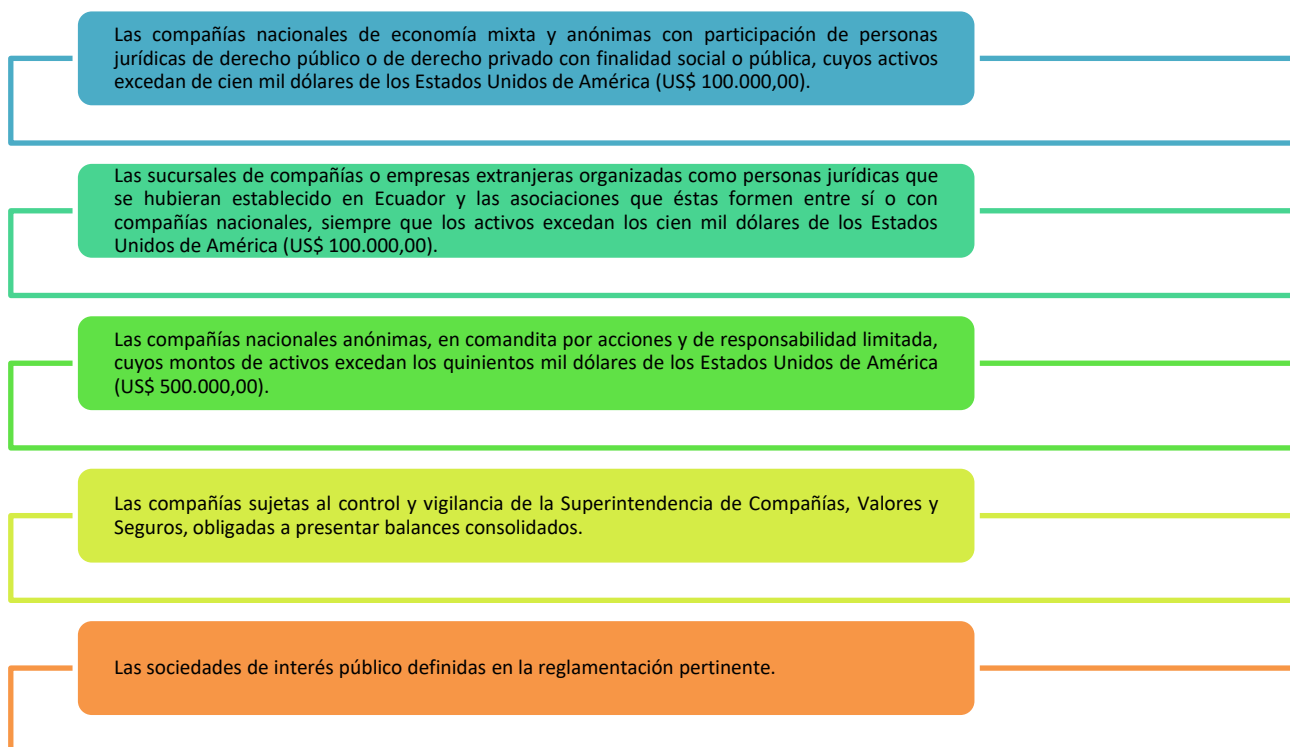 Las compañías nacionales de economía mixta y anónimas con participación de personas
jurídicas de derecho público o de derecho privado con finalidad social o pública, cuyos activos
excedan de cien mil dólares de los Estados Unidos de América (US$ 100.000,00).
Las sucursales de compañías o empresas extranjeras organizadas como personas jurídicas que
se hubieran establecido en Ecuador y las asociaciones que éstas formen entre sí o con
compañías nacionales, siempre que los activos excedan los cien mil dólares de los Estados
Unidos de América (US$ 100.000,00).
Las compañías nacionales anónimas, en comandita por acciones y de responsabilidad limitada,
cuyos montos de activos excedan los quinientos mil dólares de los Estados Unidos de América
(US$ 500.000,00).
Las compañías sujetas al control y vigilancia de la Superintendencia de Compañías, Valores y
Seguros, obligadas a presentar balances consolidados.
Las sociedades de interés público definidas en la reglamentación pertinente.